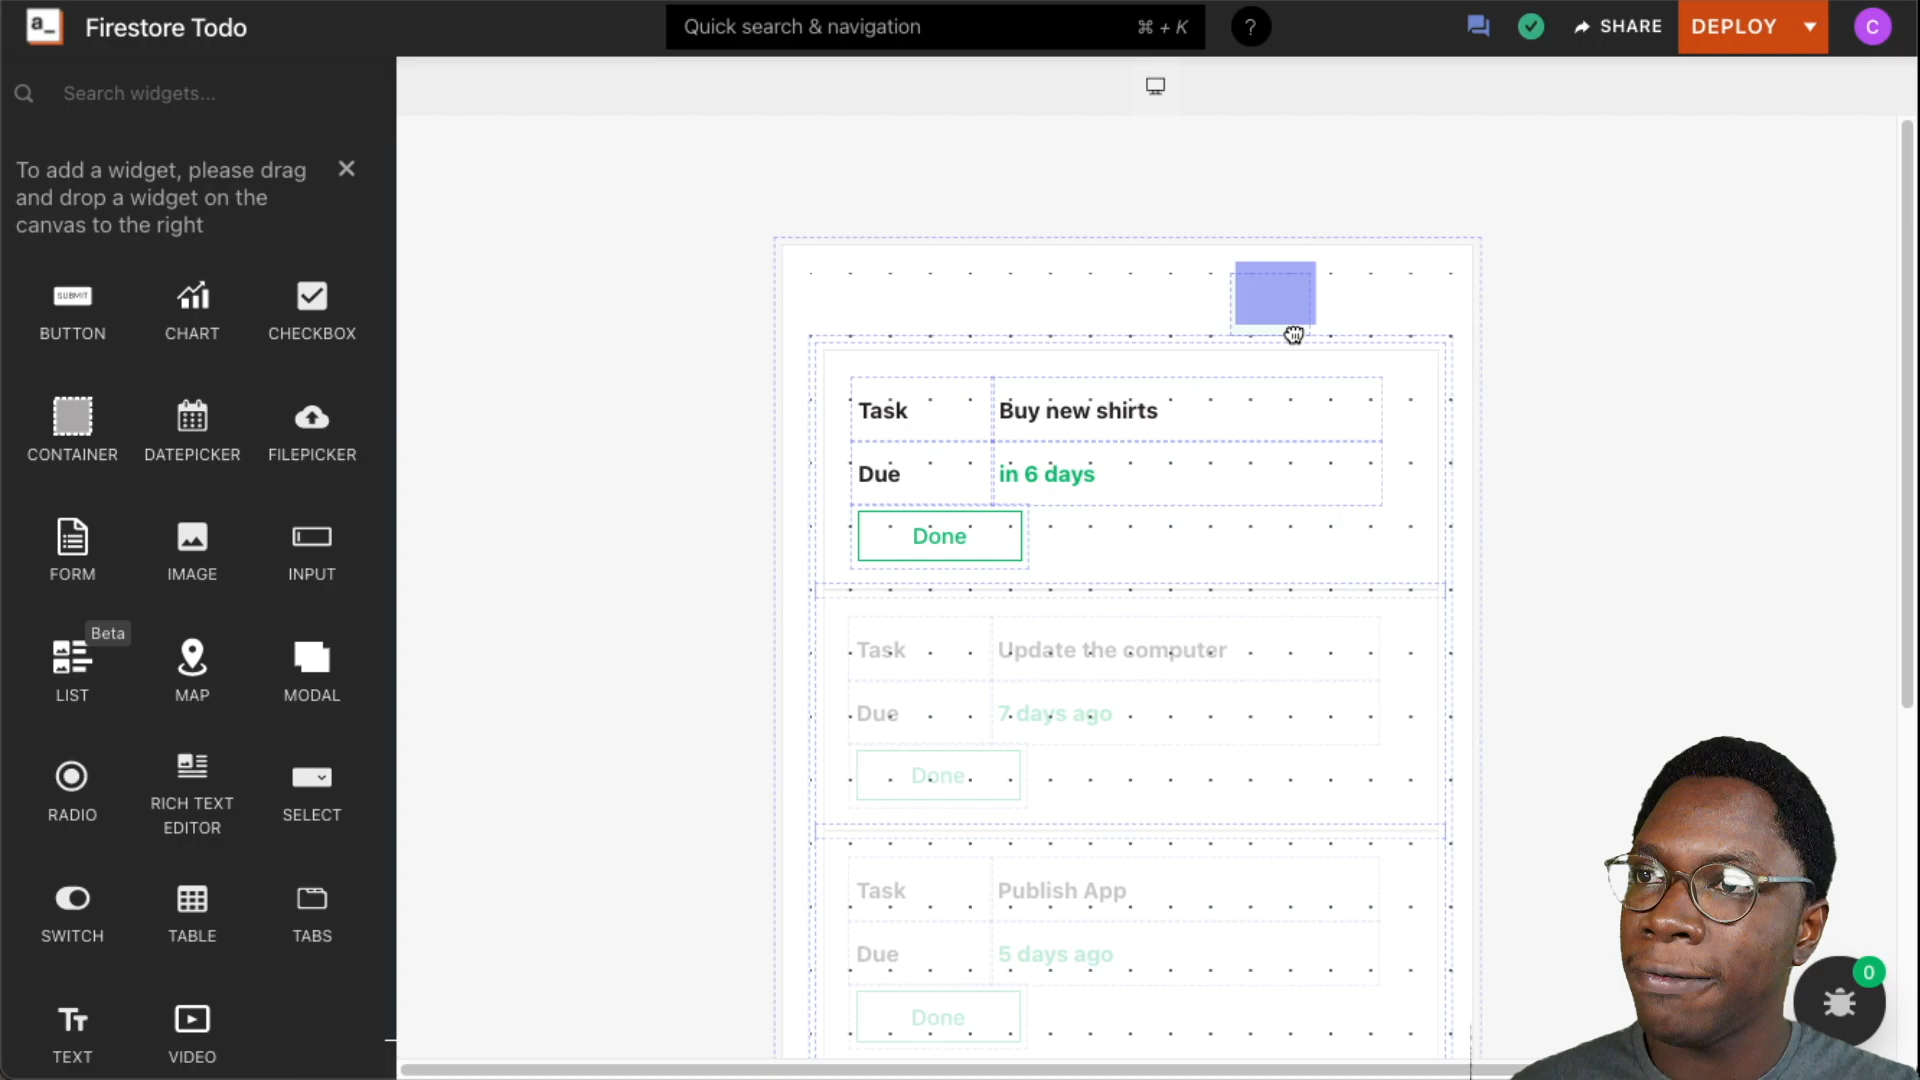 a_
Firestore Todo
Quick search & navigation
⌘ + K
?
SHARE
DEPLOY
C
Search widgets...
To add a widget, please drag
and drop a widget on the
canvas to the right
SUBMIT
BUTTON
CHART
CHECKBOX
CONTAINER
DATEPICKER
FILEPICKER
FORM
IMAGE
INPUT
Beta
LIST
MAP
MODAL
RADIO
RICH TEXT
EDITOR
SELECT
SWITCH
TABLE
TABS
Tт
TEXT
VIDEO
Task
Buy new shirts
Due
in 6 days
Done
Task
Update the computer
Due
7 days ago
Done
Task
Publish App
Due
5 days ago
Done
0